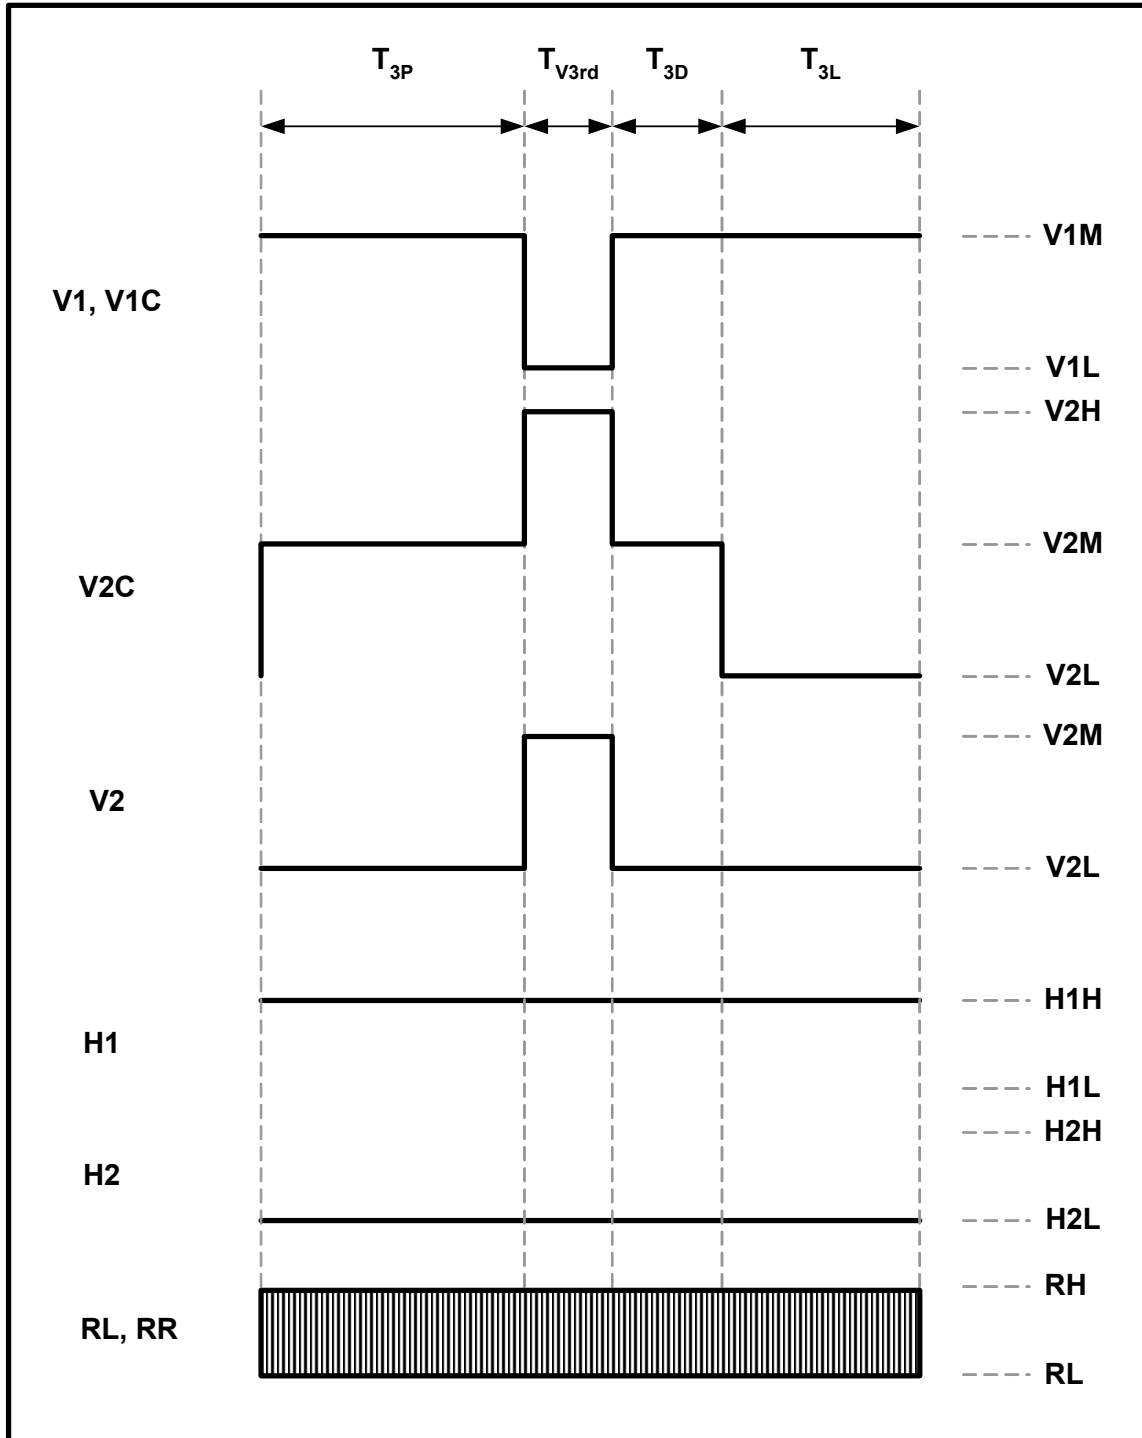 T3P TV3rd T3D T3L
V1M
V1, V1C
V1L
V2H
V2M
V2C
V2L
V2M
V2
V2L
H1H
H1
H1L
H2H
H2
H2L
RH
RL, RR
RL